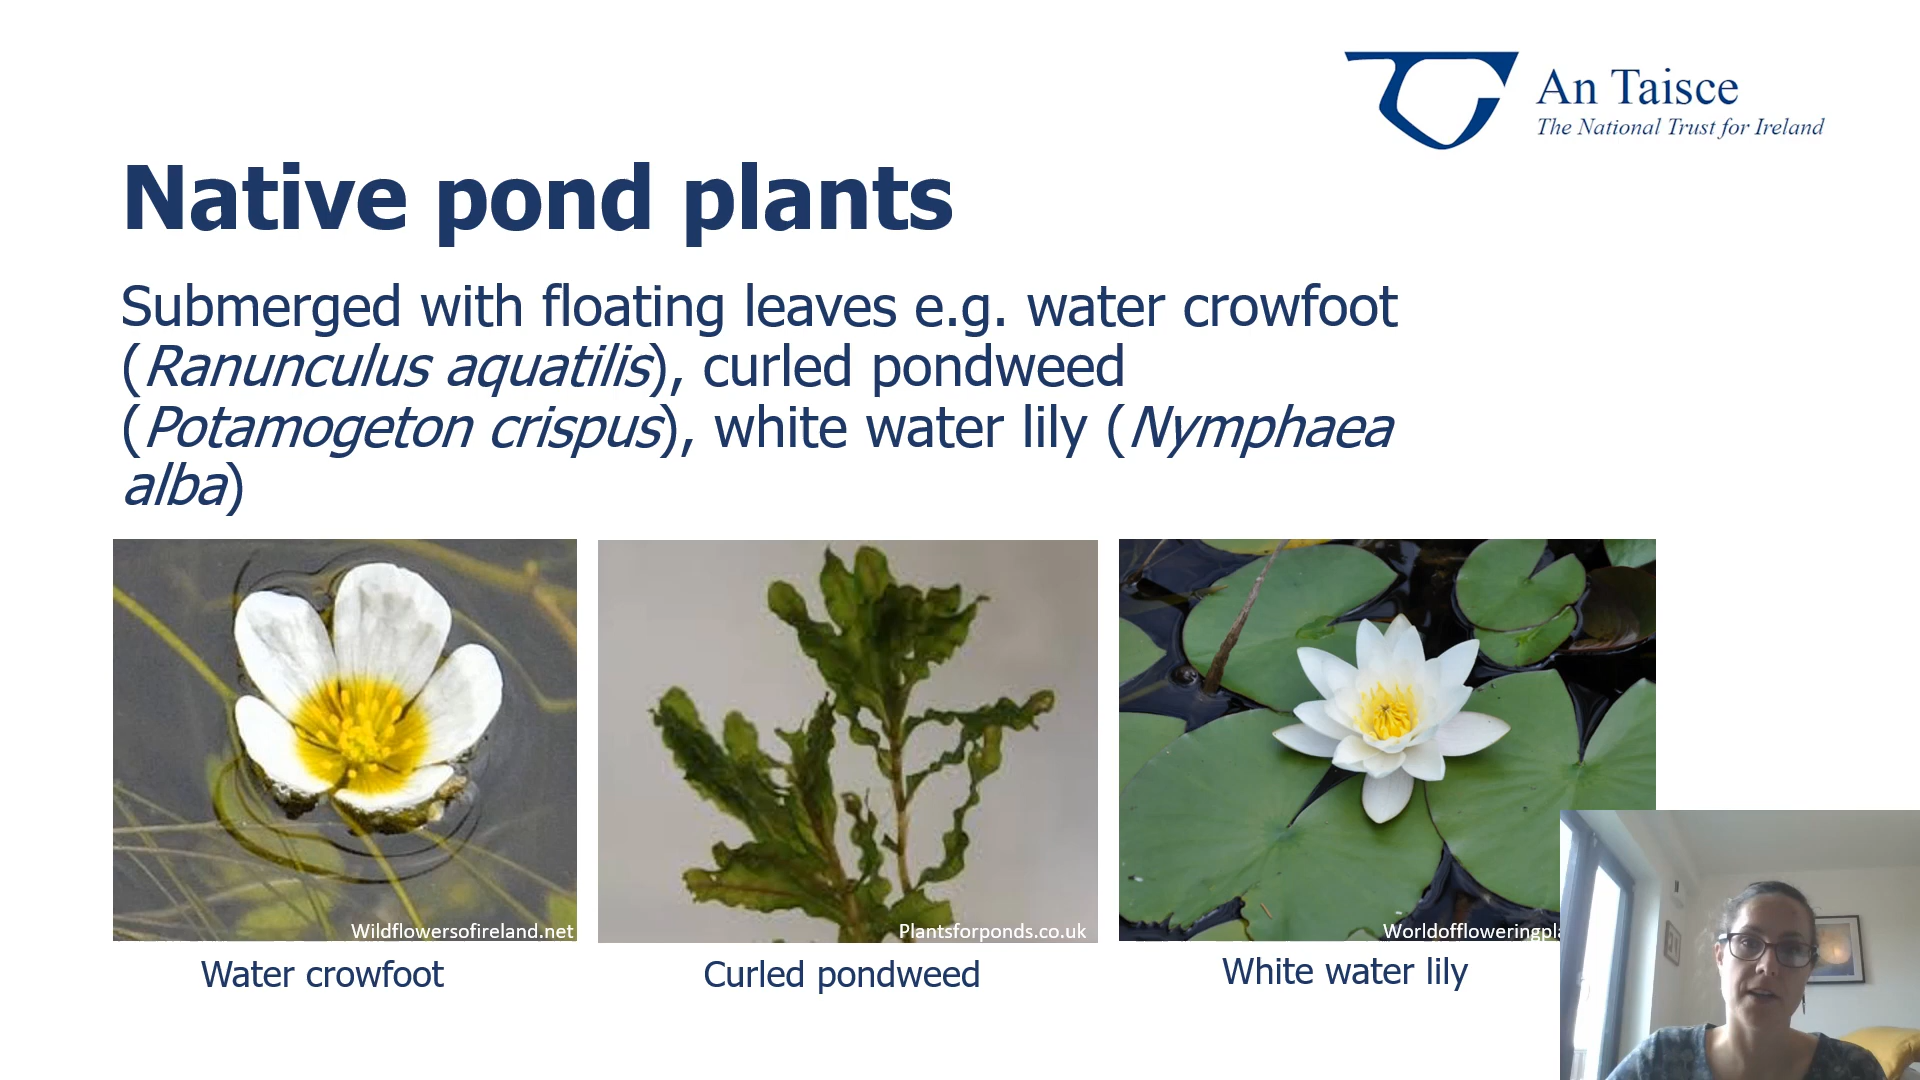 An Taisce
The National Trust for Ireland
Native pond plants
Submerged with floating leaves e.g. water crowfoot
(Ranunculus aquatilis), curled pondweed
(Potamogeton crispus), white water lily (Nymphaea
alba)
Wildflowersofireland.net
Plantsforponds.co.uk
Water crowfoot
Curled pondweed
White water lily